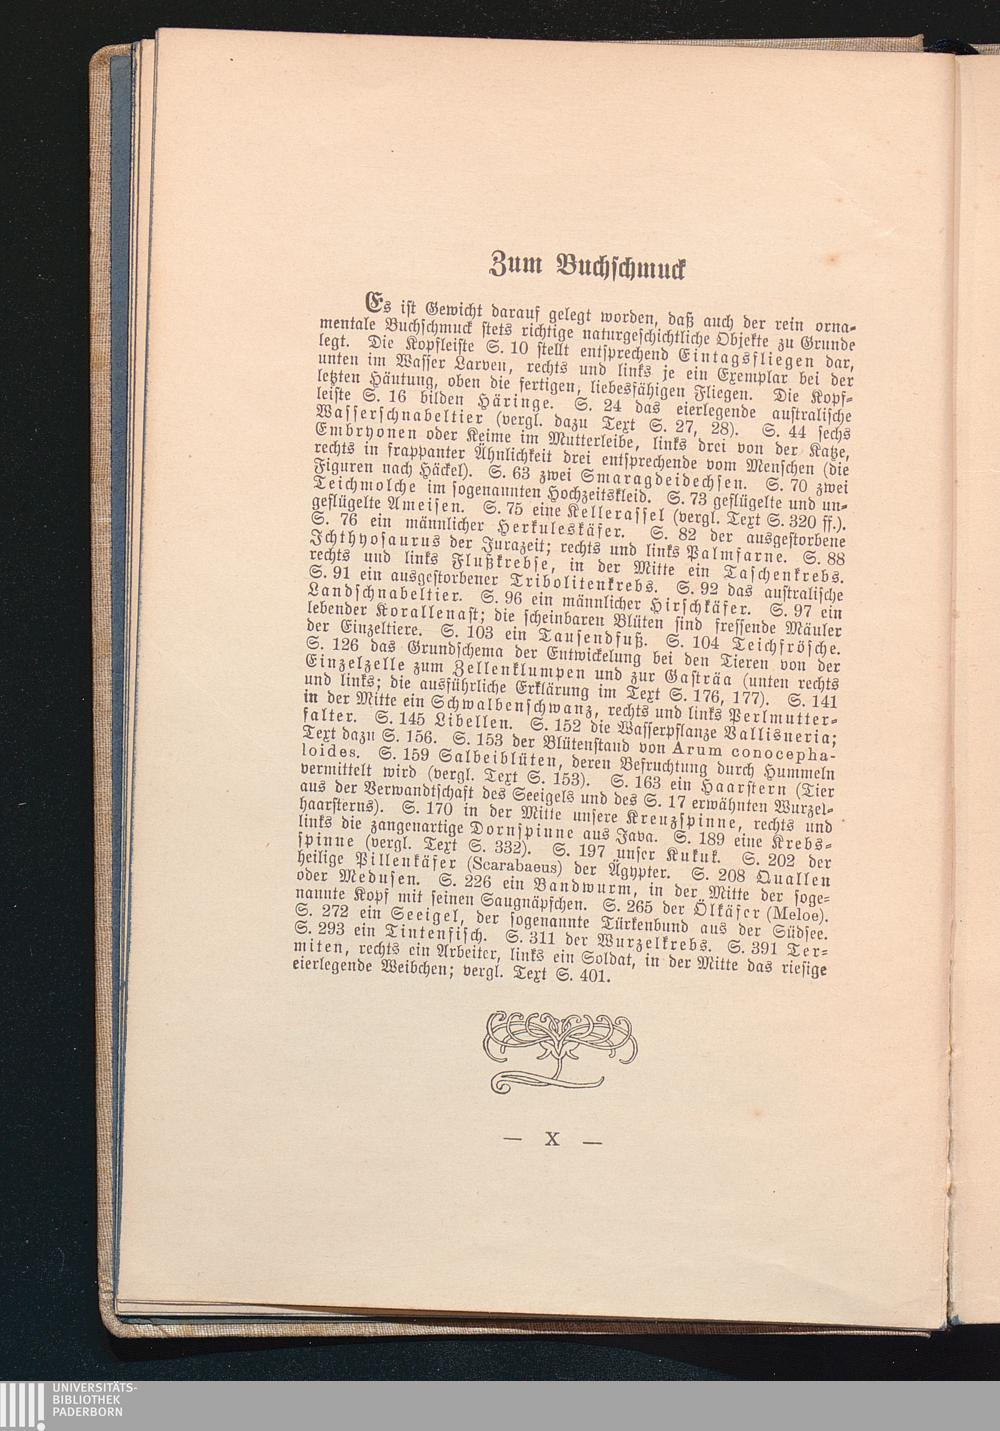 Zum Buchschmuck
Es ist Gewicht darauf gelegt worden, daß auch der rein orna-
mentale Buchschmuck stets richtige naturgeschichtliche Objekte zu Grunde
legt. Die Kopfleiste S. 10 stellt entsprechend Eintagsfliegen dar,
unten im Wasser Larven, rechts und links je ein Exemplar bei der
letzten Häutung, oben die fertigen, liebesfähigen Fliegen. Die Kopf-
leiste S. 16 bilden Häringe. S. 24 das eierlegende australische
Wasserschnabeltier (vergl. dazu Text S. 27, 28). S. 44 sechs
Embryonen oder Keime im Mutterleibe, links drei von der Katze,
rechts in frappanter Ähnlichkeit drei entsprechende vom Menschen (die
Figuren nach Häckel). S. 63 zwei Smaragdeidechsen. S. 70 zwei
Teichmolche im sogenannten Hochzeitskleid. S. 73 geflügelte und un-
geflügelte Ameisen. S. 75 eine Kellerassel (vergl. Text S. 320 ff.).
S. 76 ein männlicher Herkuleskäfer. S. 82 der ausgestorbene
Ichthyosaurus der Jurazeit; rechts und links Palmfarne. S. 88
rechts und links Flußkrebse, in der Mitte ein Taschenkrebs.
S. 91 ein ausgestorbener Tribolitenkrebs. S. 92 das australische
Landschnabeltier. S. 96 ein männlicher Hirschkäfer. S. 97 ein
lebender Korallenast; die scheinbaren Blüten sind fressende Mäuler
der Einzeltiere. S. 103 ein Tausendfuß. S. 104 Teichfrösche.
S. 126 das Grundschema der Entwickelung bei den Tieren von der
Einzelzelle zum Zellenklumpen und zur Gasträa (unten rechts
und links; die ausführliche Erklärung im Text S. 176, 177). S. 141
in der Mitte ein Schwalbenschwanz, rechts und links Perlmutter-
falter. S. 145 Libellen. S. 152 die Wasserpflanze Vallisneria;
Text dazu S. 156. S. 153 der Blütenstand von Arum conocepha-
loides. S. 159 Salbeiblüten, deren Befruchtung durch Hummeln
vermittelt wird (vergl. Text S. 153). S. 163 ein Haarstern (Tier
aus der Verwandtschaft des Seeigels und des S. 17 erwähnten Wurzel-
haarsterns). S. 170 in der Mitte unsere Kreuzspinne, rechts und
links die zangenartige Dornspinne aus Java. S. 189 eine Krebs-
spinne (vergl. Text S. 332). S. 197 unser Kukuk. S. 202 der
heilige Pillenkäfer (Scarabaeus) der Ägypter. S. 208 Quallen
oder Medusen. S. 226 ein Bandwurm, in der Mitte der soge-
nannte Kopf mit seinen Saugnäpfchen. S. 265 der Ölkäfer (Meloe).
S. 272 ein Seeigel, der sogenannte Türkenbund aus der Südsee.
S. 293 ein Tintenfisch. S. 311 der Wurzelkrebs. S. 391 Ter-
miten, rechts ein Arbeiter, links ein Soldat, in der Mitte das riesige
eierlegende Weibchen; vergl. Text S. 401.
— X —
UNIVERSITÄTS-
BIBLIOTHEK
PADERBORN